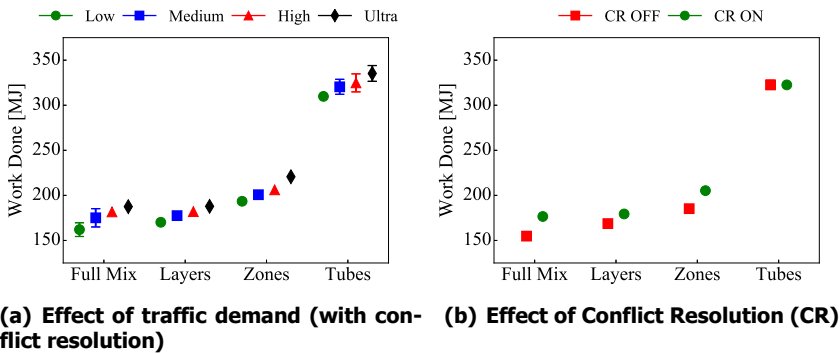 Low Medium High Ultra
CR OFF CR ON
Work Done [MJ]
350
300
250
200
150
Full Mix Layers Zones Tubes
Work Done [MJ]
350
300
250
200
150
Full Mix Layers Zones Tubes
(a) Effect of traffic demand (with con-
flict resolution)
(b) Effect of Conflict Resolution (CR)